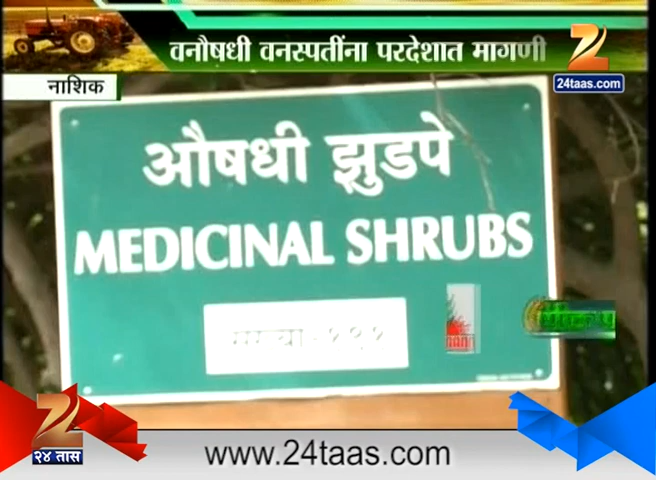 वनौषधी वनस्पतींना परदेशात मागणी
24taas.com
नाशिक
औषधी झुडपे
MEDICINAL SHRUBS
२४ तास
www.24taas.com